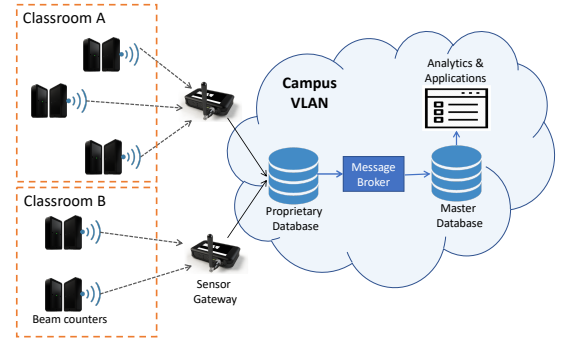 Classroom A
Analytics &
Applications
Campus
VLAN
Message
Broker
Classroom B
Proprietary
Database
Master
Database
Sensor
Gateway
Beam counters